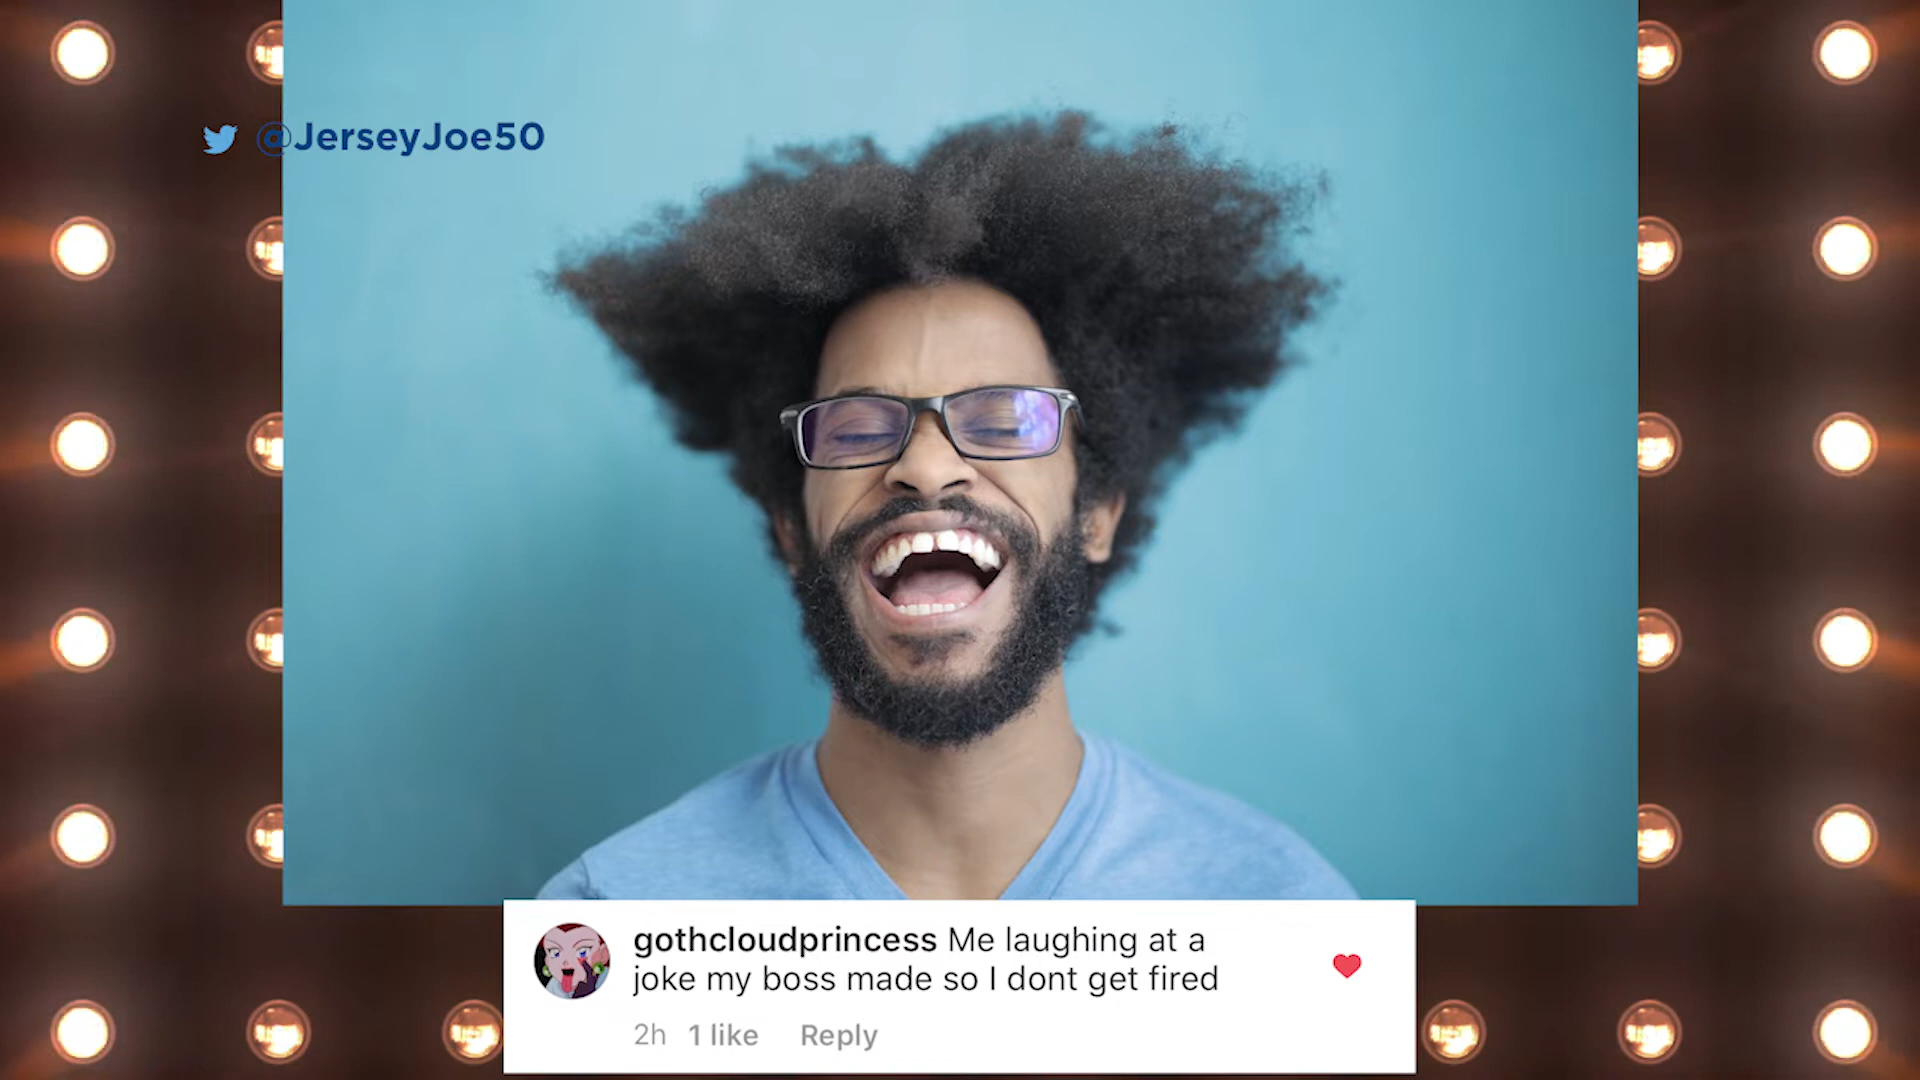 @JerseyJoe50
gothcloudprincess Me laughing at a
joke my boss made so I dont get fired
2h 1 like Reply